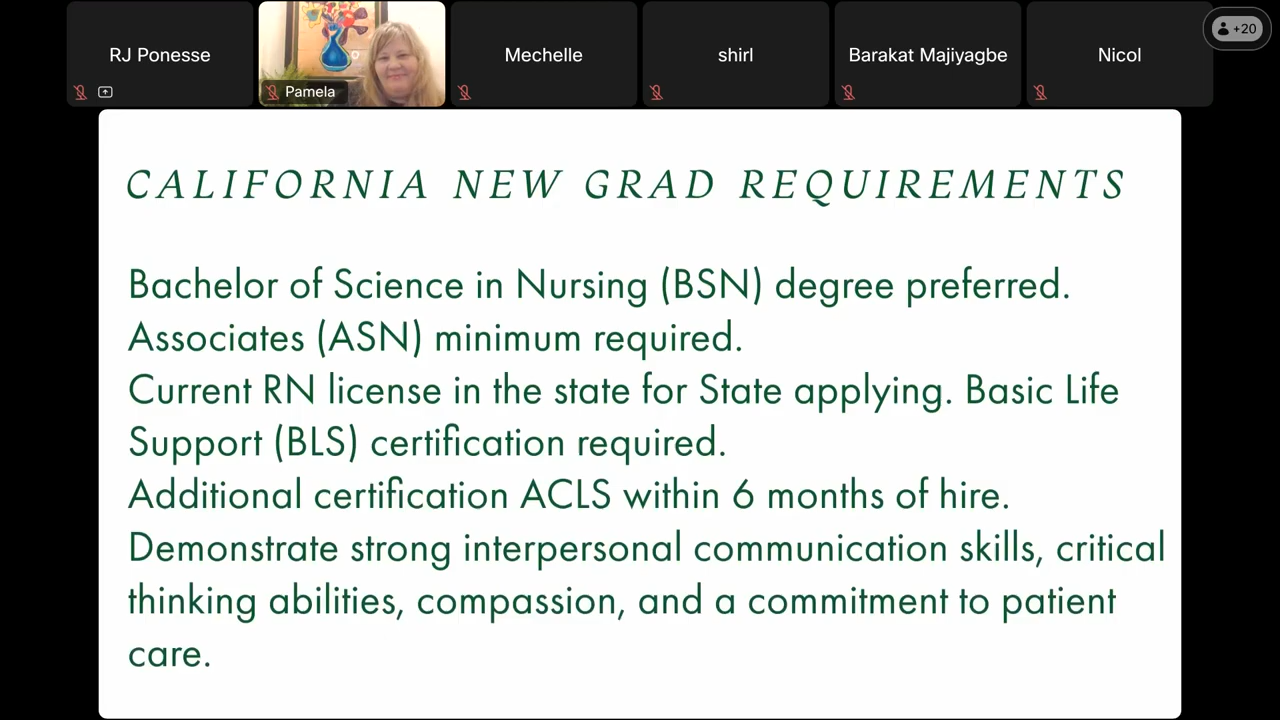 RJ Ponesse
Pamela
Mechelle
shirl
Barakat Majiyagbe
Nicol
+20
CALIFORNIA NEW GRAD REQUIREMENTS
Bachelor of Science in Nursing (BSN) degree preferred.
Associates (ASN) minimum required.
Current RN license in the state for State applying. Basic Life
Support (BLS) certification required.
Additional certification ACLS within 6 months of hire.
Demonstrate strong interpersonal communication skills, critical
thinking abilities, compassion, and a commitment to patient
care.